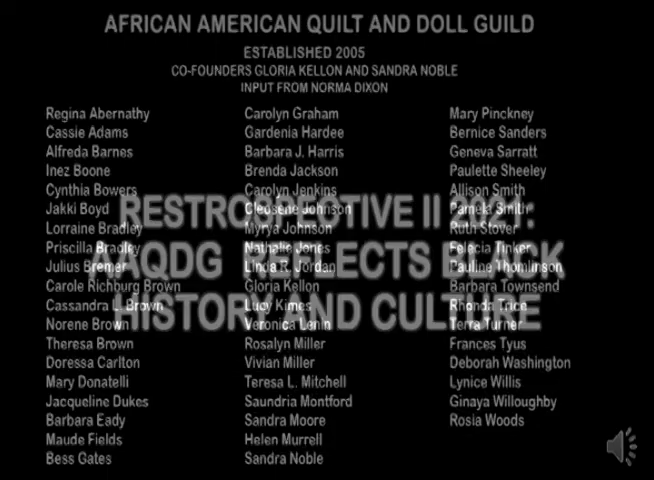 AFRICAN AMERICAN QUILT AND DOLL GUILD
ESTABLISHED 2005
CO-FOUNDERS GLORIA KELLON AND SANDRA NOBLE
INPUT FROM NORMA DIXON
Regina Abernathy
Cassie Adams
Alfreda Barnes
Inez Boone
Cynthia Bowers
Jakki Boyd
Lorraine Bradley
Priscilla Bradley
Julius Bremer
Carole Richburg Brown
Cassandra L. Brown
Norene Brown
Theresa Brown
Doressa Carlton
Mary Donatelli
Jacqueline Dukes
Barbara Eady
Maude Fields
Bess Gates
Carolyn Graham
Gardenia Hardee
Barbara J. Harris
Brenda Jackson
Carolyn Jenkins
Cleosene Johnson
Myrya Johnson
Nathalie Jones
Linda R. Jordan
Gloria Kellon
Lucy Kimes
Veronica Lenin
Rosalyn Miller
Vivian Miller
Teresa L. Mitchell
Saundria Montford
Sandra Moore
Helen Murrell
Sandra Noble
Mary Pinckney
Bernice Sanders
Geneva Sarratt
Paulette Sheeley
Allison Smith
Pamela Smith
Ruth Stover
Felecia Tinker
Pauline Thomlinson
Barbara Townsend
Rhonda Trice
Terra Turner
Frances Tyus
Deborah Washington
Lynice Willis
Ginaya Willoughby
Rosia Woods
RESTROSPECTIVE II 2021:
AAQDG REFLECTS BLACK
HISTORY AND CULTURE